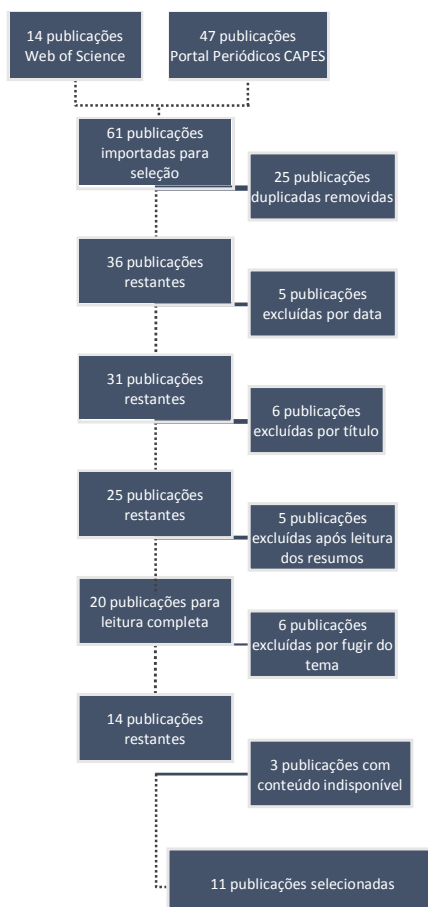 14 publicações
Web of Science
47 publicações
Portal Periódicos CAPES
61 publicações
importadas para
seleção
25 publicações
duplicadas removidas
36 publicações
restantes
5 publicações
excluídas por data
31 publicações
restantes
6 publicações
excluídas por título
25 publicações
restantes
5 publicações
excluídas após leitura
dos resumos
20 publicações para
leitura completa
6 publicações
excluídas por fugir do
tema
14 publicações
restantes
3 publicações com
conteúdo indisponível
11 publicações selecionadas